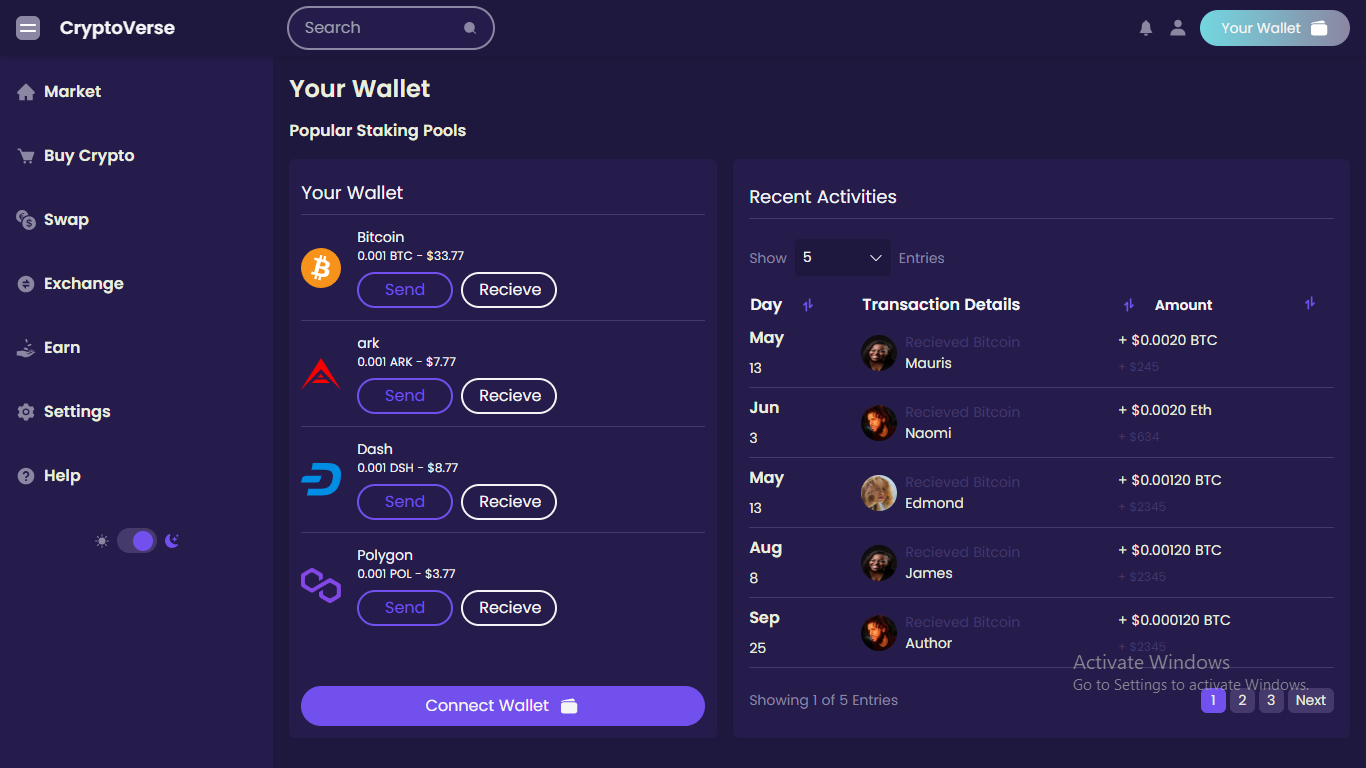 CryptoVerse
Search
Your Wallet
Market
Buy Crypto
Swap
Exchange
Earn
Settings
Help
Your Wallet
Popular Staking Pools
Your Wallet
Bitcoin
0.001 BTC - $33.77
Send Recieve
ark
0.001 ARK - $7.77
Send Recieve
Dash
0.001 DSH - $8.77
Send Recieve
Polygon
0.001 POL - $3.77
Send Recieve
Connect Wallet
Recent Activities
Show 5 Entries
Day Transaction Details Amount
May Recieved Bitcoin + $0.0020 BTC
13 Mauris + $245
Jun Recieved Bitcoin + $0.0020 Eth
3 Naomi + $634
May Recieved Bitcoin + $0.00120 BTC
13 Edmond + $2345
Aug Recieved Bitcoin + $0.00120 BTC
8 James + $2345
Sep Recieved Bitcoin + $0.000120 BTC
25 Author + $2345
Activate Windows
Go to Settings to activate Windows.
Showing 1 of 5 Entries 1 2 3 Next